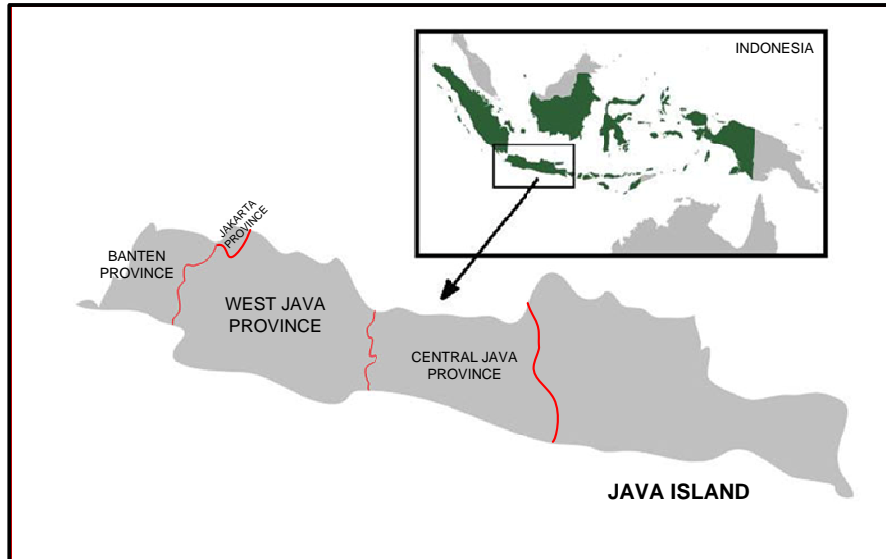 INDONESIA
JAKARTA
PROVINCE
BANTEN
PROVINCE
WEST JAVA
PROVINCE
CENTRAL JAVA
PROVINCE
JAVA ISLAND